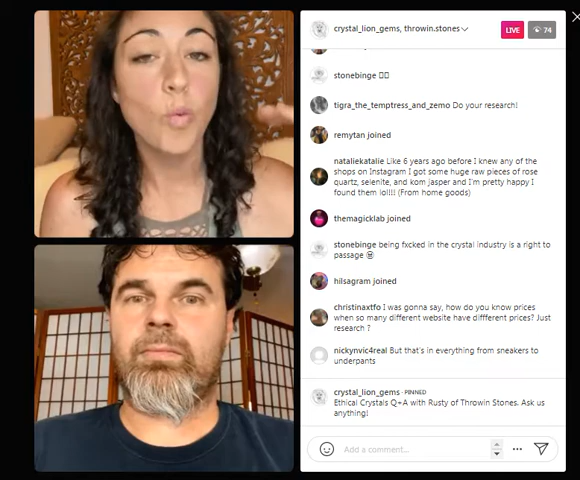 crystal_lion_gems, throwin.stones
LIVE
74
stonebinge
tigra_the_temptress_and_zemo Do your research!
remytan joined
nataliekatalie Like 6 years ago before I knew any of the
shops on Instagram I got some huge raw pieces of rose
quartz, selenite, and kom jasper and I'm pretty happy I
found them lol!!! (From home goods)
themagicklab joined
stonebinge being fxcked in the crystal industry is a right to
passage
hilsagram joined
christinaxtfo I was gonna say, how do you know prices
when so many different website have diffferent prices? Just
research ?
nickynvic4real But that's in everything from sneakers to
underpants
crystal_lion_gems · PINNED
Ethical Crystals Q+A with Rusty of Throwin Stones. Ask us
anything!
Add a comment...